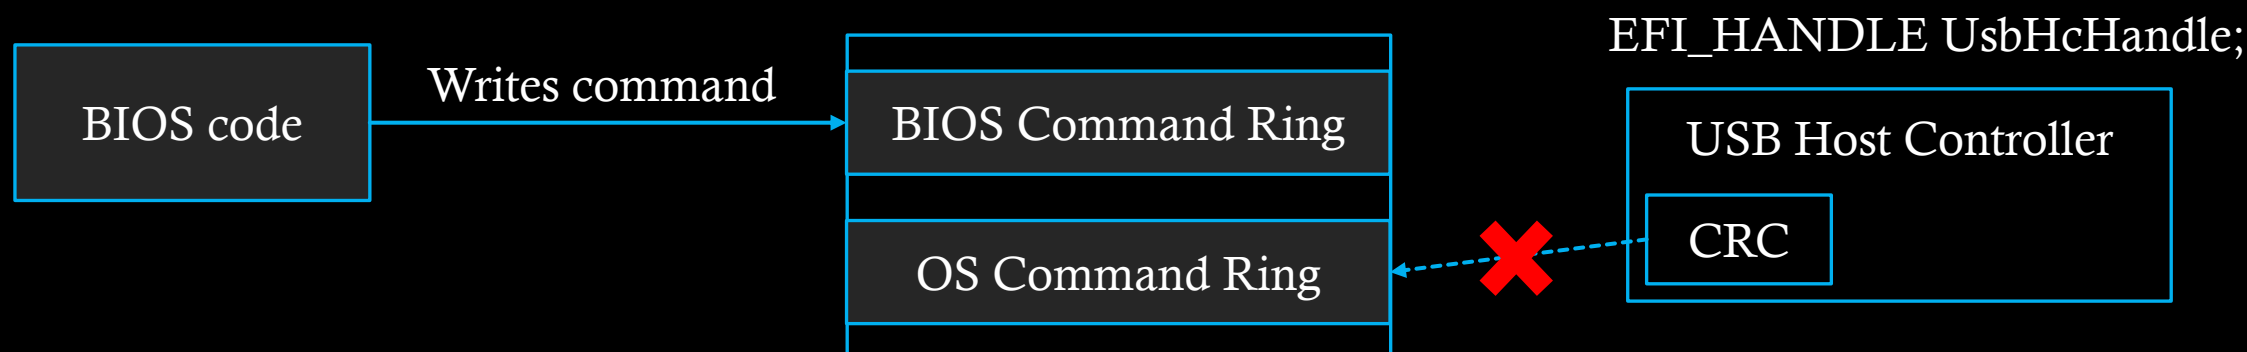 EFI_HANDLE UsbHcHandle;
BIOS code
Writes command
BIOS Command Ring
USB Host Controller
CRC
OS Command Ring